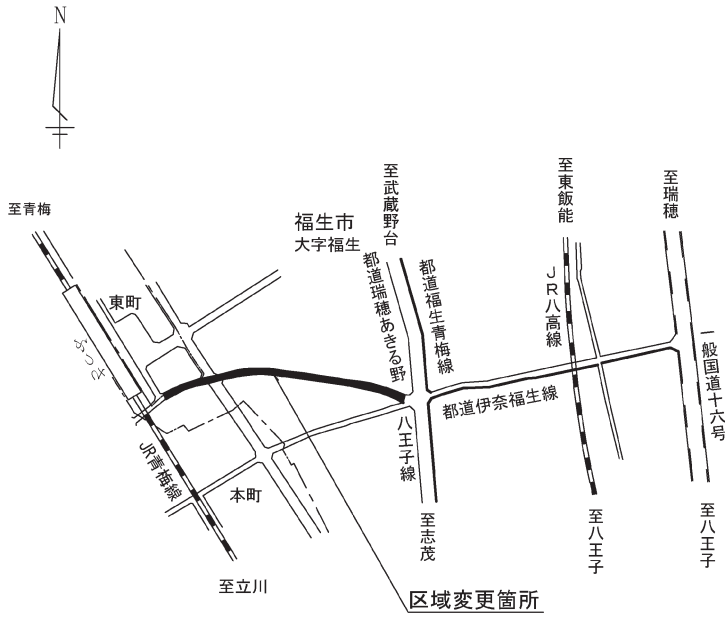 N
至青梅
福生市
大字福生
至武蔵野台
至東飯能
至瑞穂
東町
ふっさ
都道瑞穂あきる野
八王子線
都道福生青梅線
JR八高線
一般国道十六号
都道伊奈福生線
JR青梅線
本町
至志茂
至八王子
至八王子
至立川
区域変更箇所